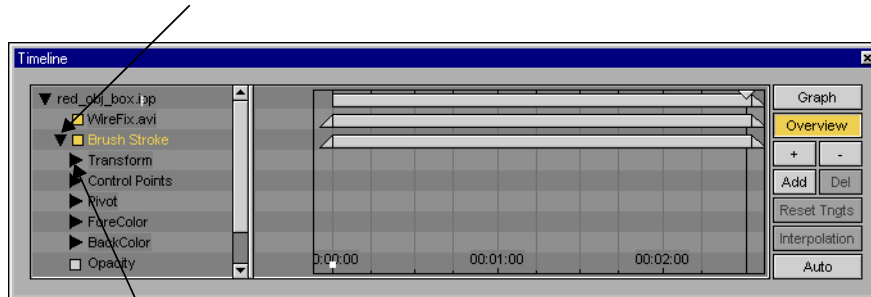 Timeline
red_obj_box.ipp
WireFix.avi
Brush Stroke
Transform
Control Points
Pivot
ForeColor
BackColor
Opacity
0:00:00
00:01:00
00:02:00
Graph
Overview
+ -
Add Del
Reset Tngts
Interpolation
Auto